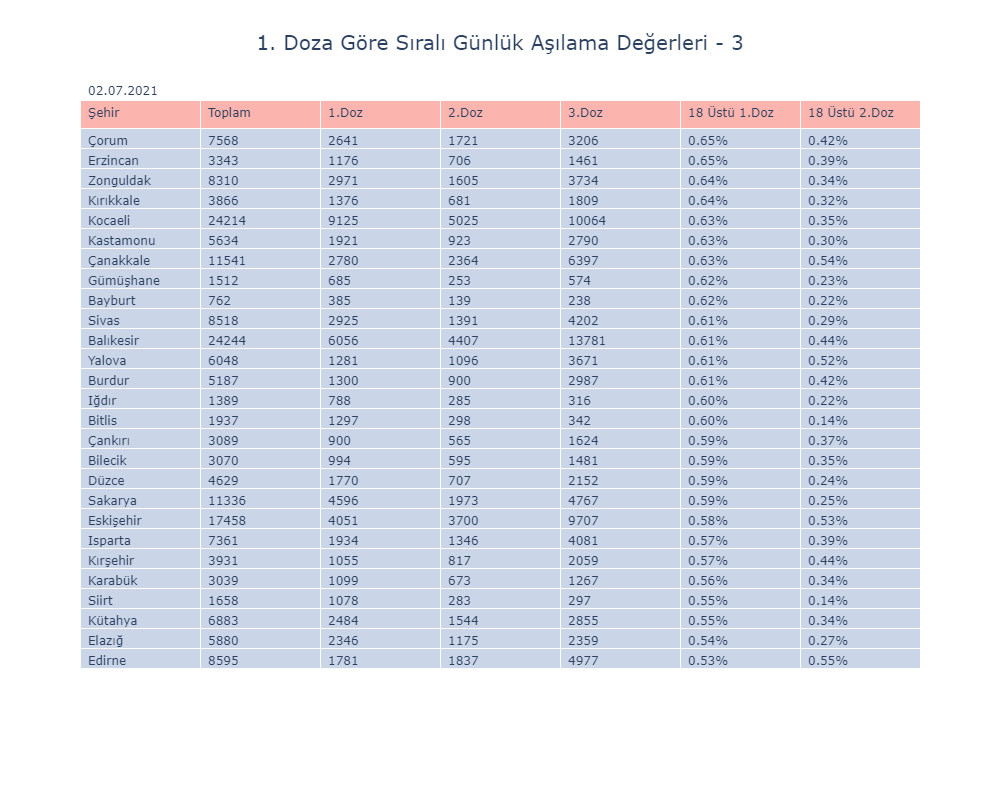 1. Doza Göre Sıralı Günlük Aşılama Değerleri - 3
02.07.2021
Şehir Toplam 1.Doz 2.Doz 3.Doz 18 Üstü 1.Doz 18 Üstü 2.Doz
Çorum 7568 2641 1721 3206 0.65% 0.42%
Erzincan 3343 1176 706 1461 0.65% 0.39%
Zonguldak 8310 2971 1605 3734 0.64% 0.34%
Kırıkkale 3866 1376 681 1809 0.64% 0.32%
Kocaeli 24214 9125 5025 10064 0.63% 0.35%
Kastamonu 5634 1921 923 2790 0.63% 0.30%
Çanakkale 11541 2780 2364 6397 0.63% 0.54%
Gümüşhane 1512 685 253 574 0.62% 0.23%
Bayburt 762 385 139 238 0.62% 0.22%
Sivas 8518 2925 1391 4202 0.61% 0.29%
Balıkesir 24244 6056 4407 13781 0.61% 0.44%
Yalova 6048 1281 1096 3671 0.61% 0.52%
Burdur 5187 1300 900 2987 0.61% 0.42%
Iğdır 1389 788 285 316 0.60% 0.22%
Bitlis 1937 1297 298 342 0.60% 0.14%
Çankırı 3089 900 565 1624 0.59% 0.37%
Bilecik 3070 994 595 1481 0.59% 0.35%
Düzce 4629 1770 707 2152 0.59% 0.24%
Sakarya 11336 4596 1973 4767 0.59% 0.25%
Eskişehir 17458 4051 3700 9707 0.58% 0.53%
Isparta 7361 1934 1346 4081 0.57% 0.39%
Kırşehir 3931 1055 817 2059 0.57% 0.44%
Karabük 3039 1099 673 1267 0.56% 0.34%
Siirt 1658 1078 283 297 0.55% 0.14%
Kütahya 6883 2484 1544 2855 0.55% 0.34%
Elazığ 5880 2346 1175 2359 0.54% 0.27%
Edirne 8595 1781 1837 4977 0.53% 0.55%